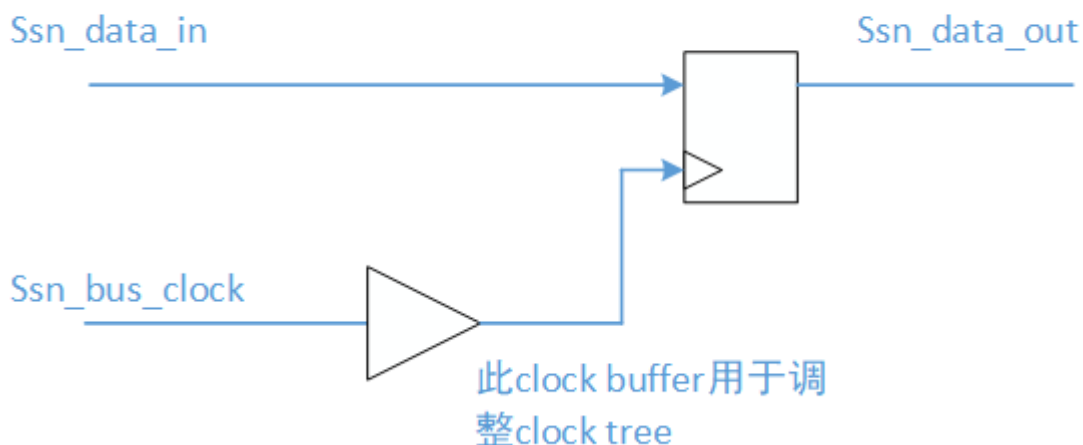 Ssn_data_in
Ssn_data_out
Ssn_bus_clock
此clock buffer用于调
整clock tree